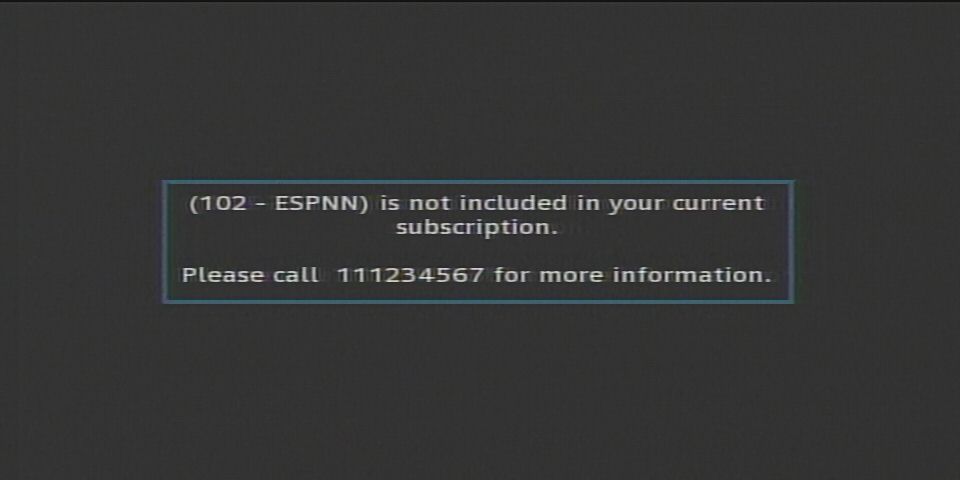 (102 - ESPNN) is not included in your current
subscription.
Please call 111234567 for more information.